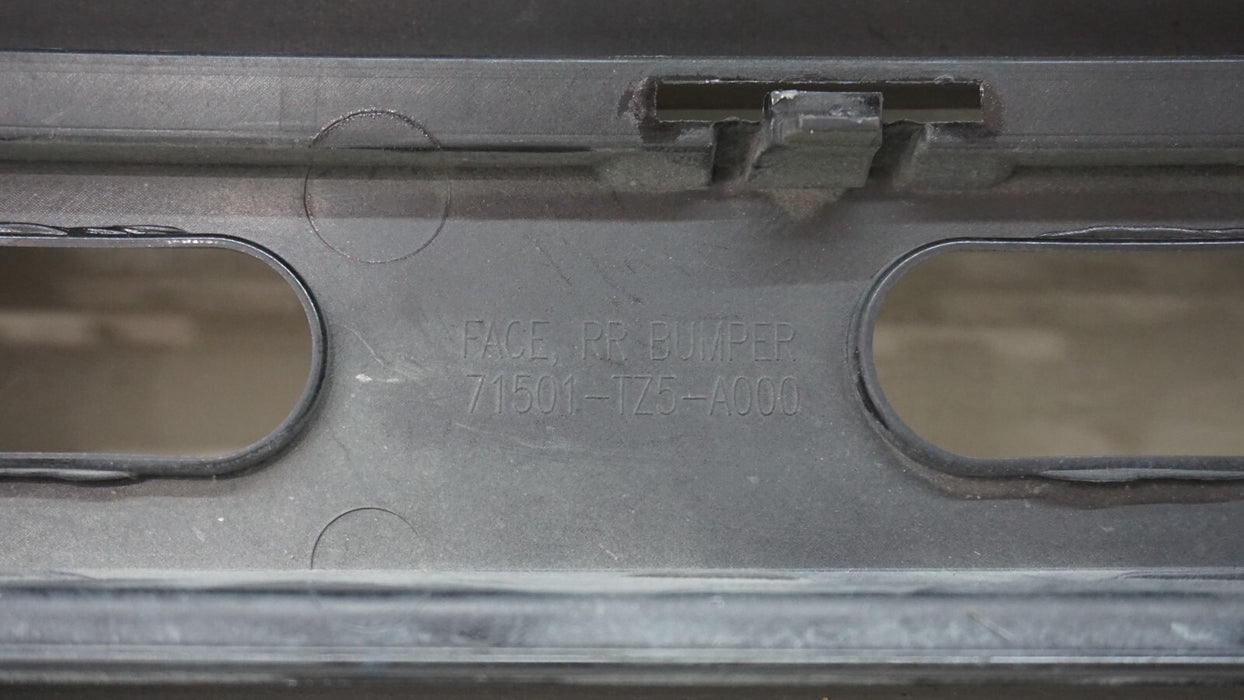 FACE, RR BUMPER
71501-TZ5-A000